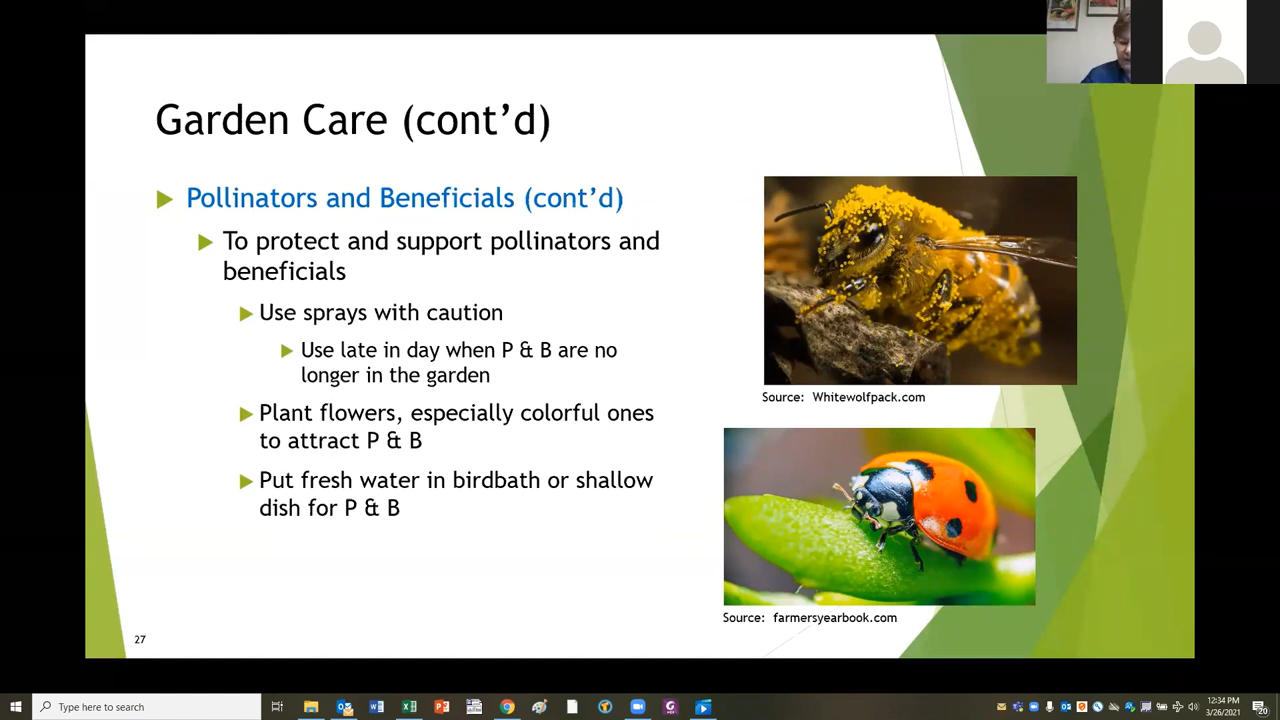 Garden Care (cont’d)
Pollinators and Beneficials (cont’d)
To protect and support pollinators and
beneficials
Use sprays with caution
Use late in day when P & B are no
longer in the garden
Plant flowers, especially colorful ones
to attract P & B
Put fresh water in birdbath or shallow
dish for P & B
Source: Whitewolfpack.com
Source: farmersyearbook.com
27
Type here to search
12:34 PM
3/26/2021
20